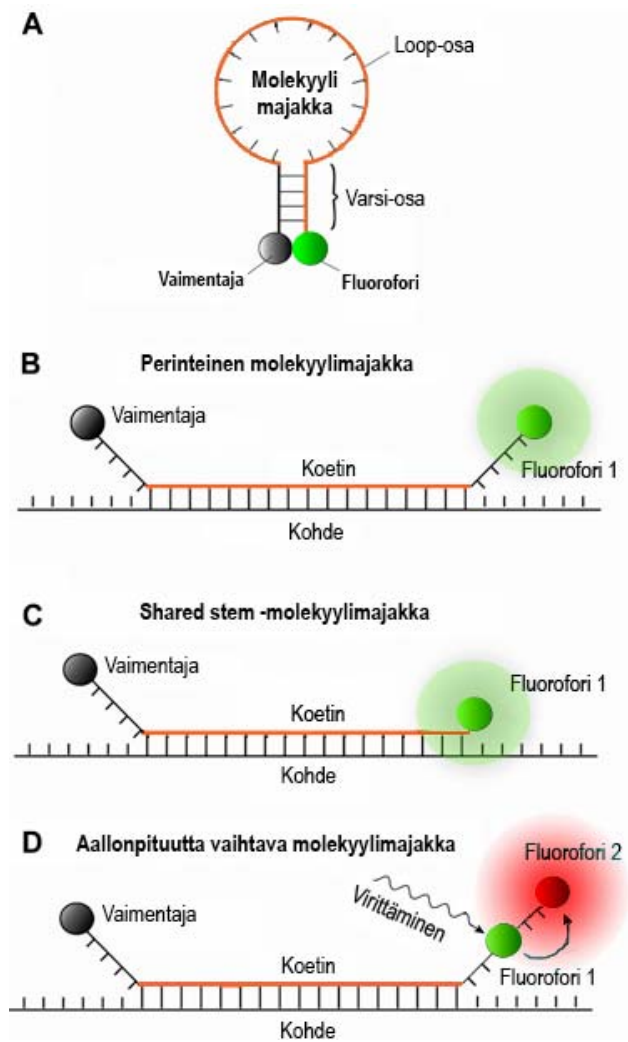 A
Loop-osa
Molekyyli
majakka
Varsi-osa
Vaimentaja
Fluorofori
B
Perinteinen molekyylimajakka
Vaimentaja
Koetin
Fluorofori 1
Kohde
C
Shared stem -molekyylimajakka
Vaimentaja
Fluorofori 1
Koetin
Kohde
D
Aallonpituutta vaihtava molekyylimajakka
Fluorofori 2
Vaimentaja
Virittäminen
Koetin
Fluorofori 1
Kohde